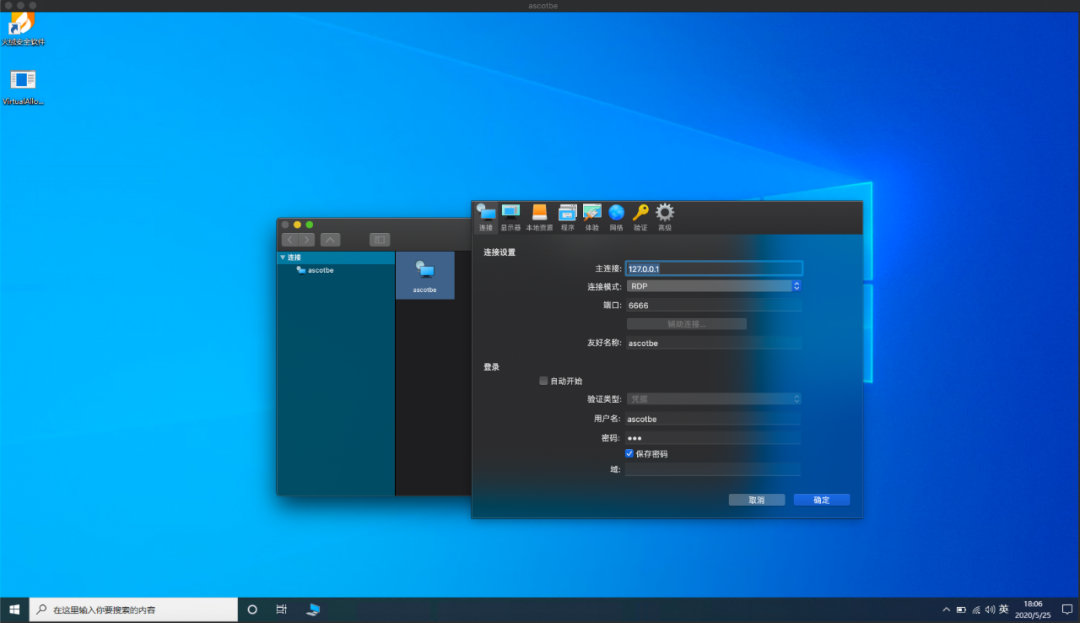 ascotbe
火绒安全软件
VirtualAllo...
连接
ascotbe
ascotbe
连接 显示器 本地资源 程序 体验 网络 验证 高级
连接设置
主连接: 127.0.0.1
连接模式: RDP
端口: 6666
辅助连接...
友好名称: ascotbe
登录
自动开始
验证类型: 凭据
用户名: ascotbe
密码: •••
保存密码
域:
取消 确定
在这里输入你要搜索的内容
英
18:06
2020/5/25